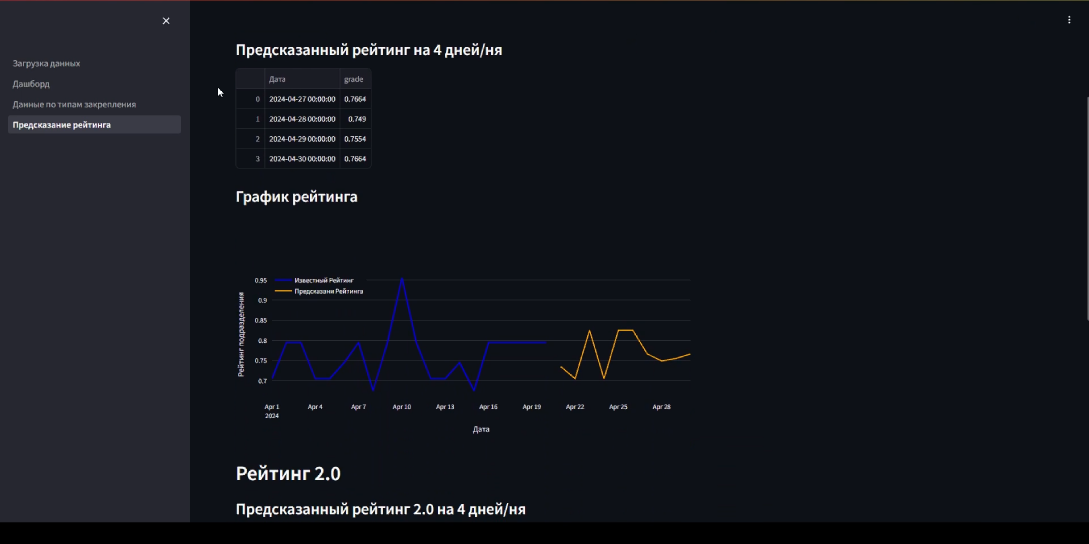 ×
Загрузка данных
Дашборд
Данные по типам закрепления
Предсказание рейтинга
Предсказанный рейтинг на 4 дней/ня
Дата grade
0 2024-04-27 00:00:00 0.7664
1 2024-04-28 00:00:00 0.749
2 2024-04-29 00:00:00 0.7554
3 2024-04-30 00:00:00 0.7664
График рейтинга
Известный Рейтинг
Предсказаня Рейтинга
Рейтинг подразделения
0.95
0.9
0.85
0.8
0.75
0.7
Apr 1 Apr 4 Apr 7 Apr 10 Apr 13 Apr 16 Apr 19 Apr 22 Apr 25 Apr 28
2024
Дата
Рейтинг 2.0
Предсказанный рейтинг 2.0 на 4 дней/ня